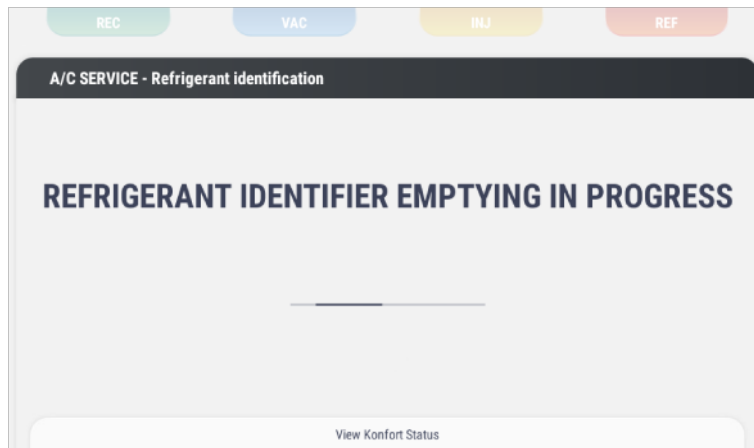 REC VAC INJ REF
A/C SERVICE - Refrigerant identification
REFRIGERANT IDENTIFIER EMPTYING IN PROGRESS
View Konfort Status